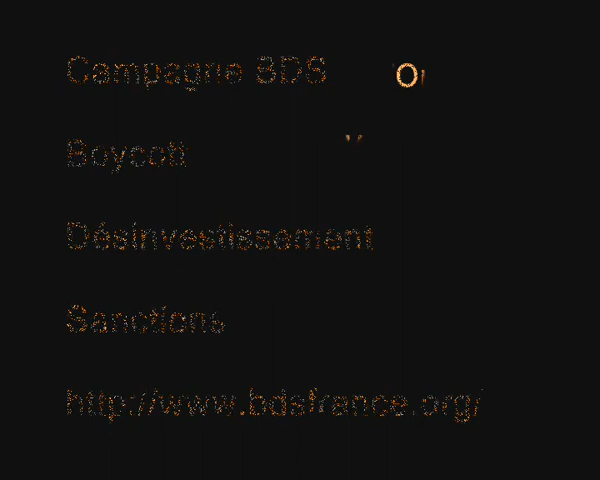 Campagne BDS
Boycott
Désinvestissement
Sanctions
http://www.bdsfrance.org/